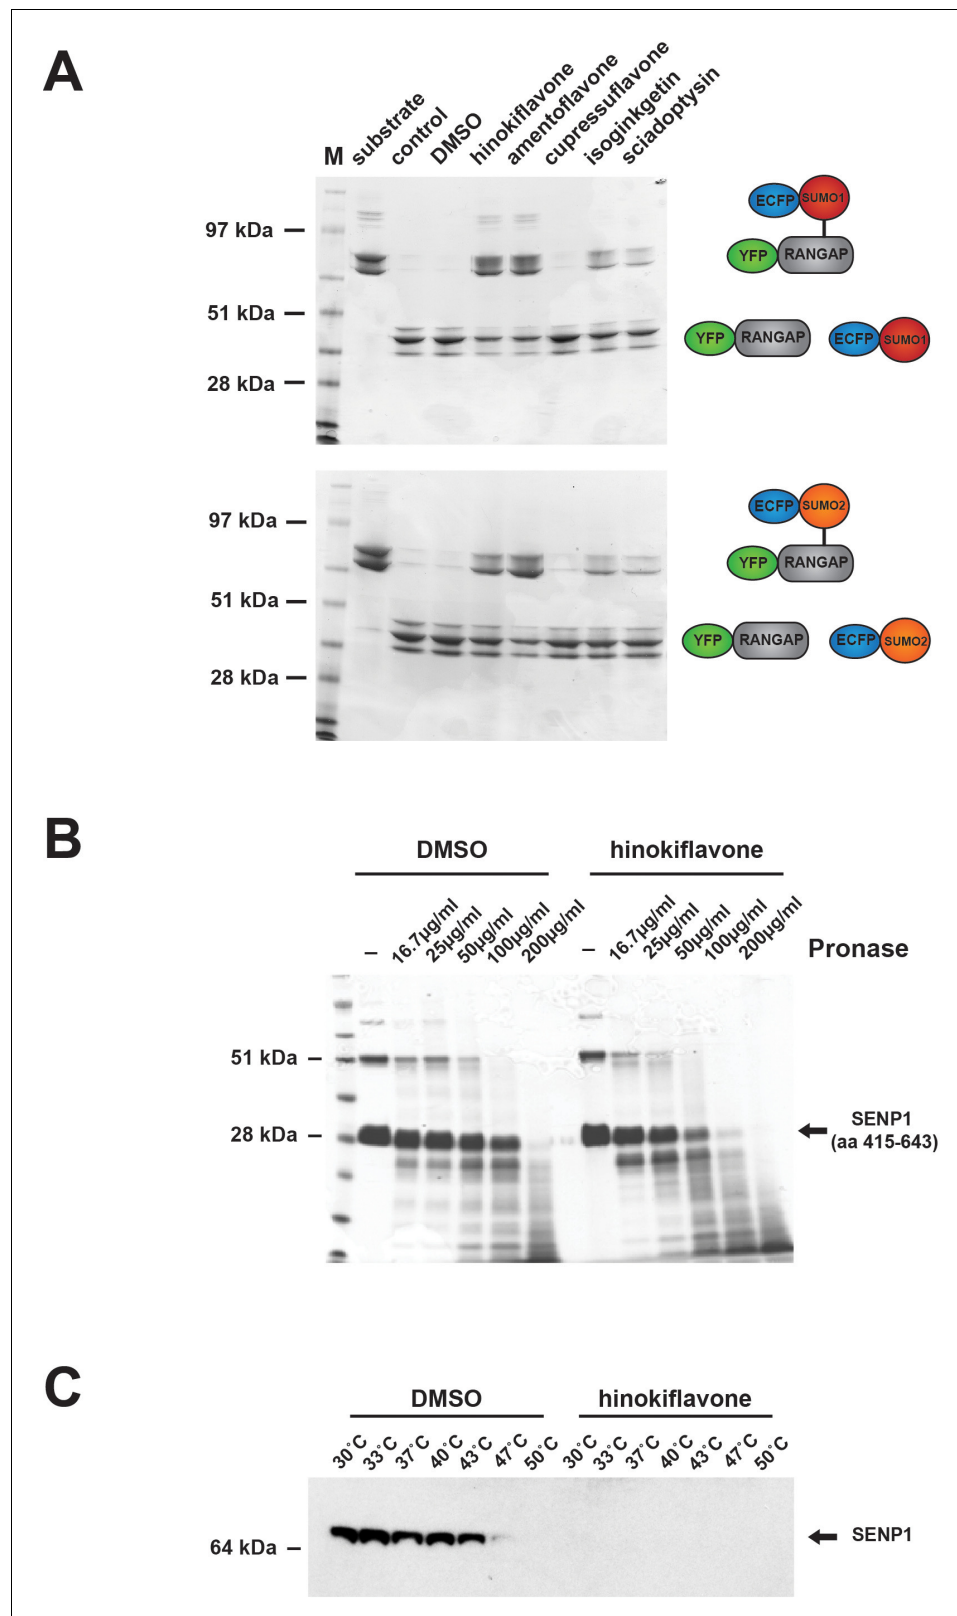 A
M substrate control DMSO hinokiflavone amentoflavone cupressuflavone isoginkgetin sciadoptysin
97 kDa
51 kDa
28 kDa
ECFP SUMO1
YFP RANGAP
YFP RANGAP ECFP SUMO1
97 kDa
51 kDa
28 kDa
ECFP SUMO2
YFP RANGAP
YFP RANGAP ECFP SUMO2
B
DMSO hinokiflavone
– 16.7µg/ml 25µg/ml 50µg/ml 100µg/ml 200µg/ml – 16.7µg/ml 25µg/ml 50µg/ml 100µg/ml 200µg/ml Pronase
51 kDa
28 kDa
SENP1
(aa 415-643)
C
DMSO hinokiflavone
30°C 33°C 37°C 40°C 43°C 47°C 50°C 30°C 33°C 37°C 40°C 43°C 47°C 50°C
64 kDa
SENP1